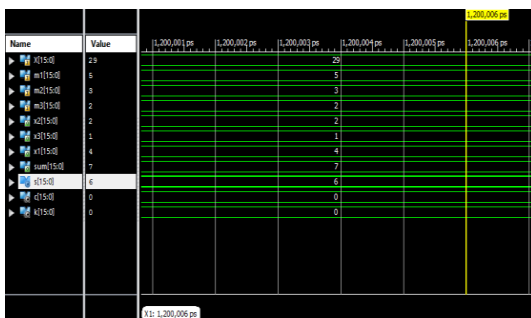 1,200,006 ps
Name Value 1,200,001 ps 1,200,002 ps 1,200,003 ps 1,200,004 ps 1,200,005 ps 1,200,006 ps
X[15:0] 29 29
m1[15:0] 5 5
m2[15:0] 3 3
m3[15:0] 2 2
x2[15:0] 2 2
x3[15:0] 1 1
x1[15:0] 4 4
sum[15:0] 7 7
s[15:0] 6 6
c[15:0] 0 0
k[15:0] 0 0
X1: 1,200,006 ps